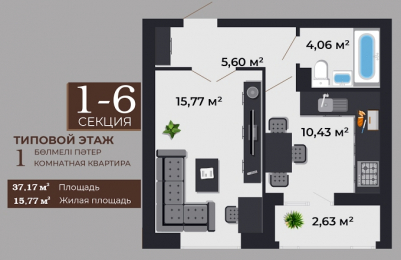 1-6
СЕКЦИЯ
ТИПОВОЙ ЭТАЖ
1 БӨЛМЕЛІ ПӘТЕР
КОМНАТНАЯ КВАРТИРА
37,17 м² Площадь
15,77 м² Жилая площадь
4,06 м²
5,60 м²
15,77 м²
10,43 м²
2,63 м²